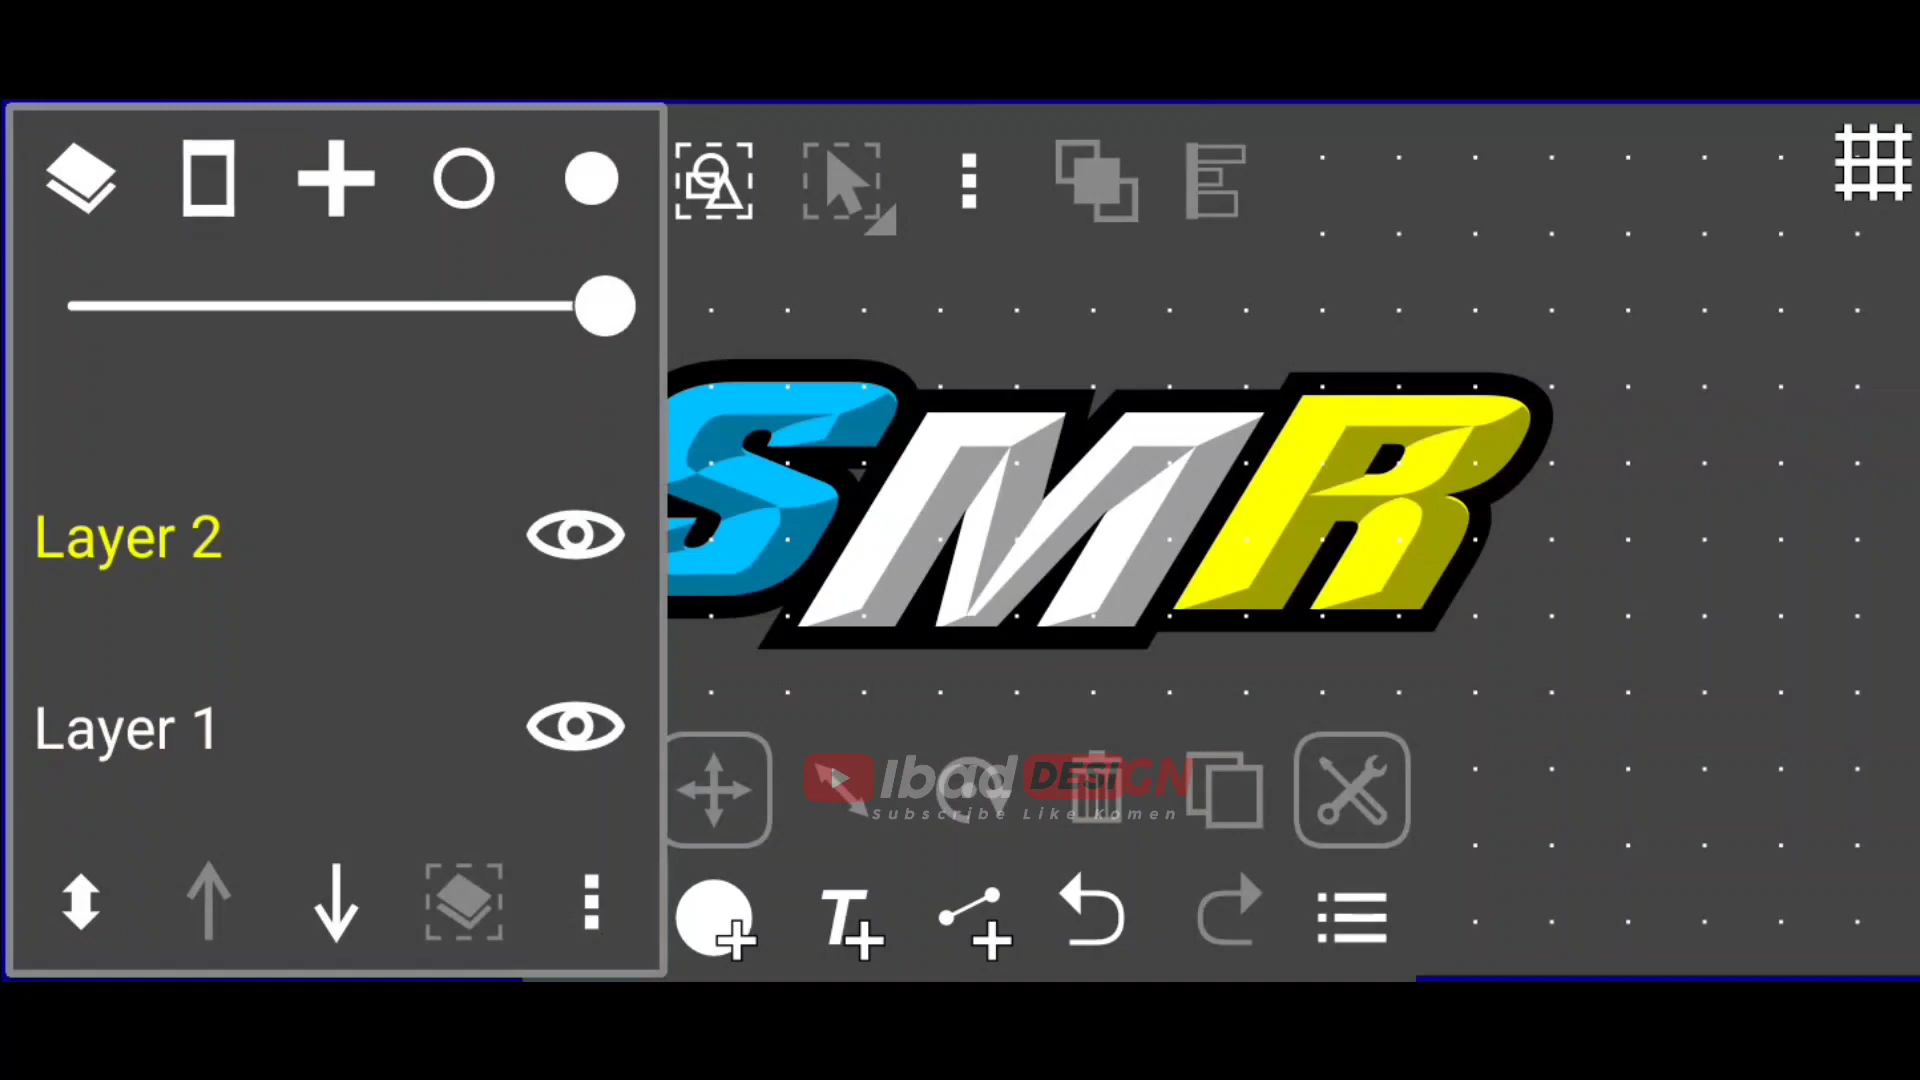 SMR
Layer 2
Layer 1
Ibad DESIGN
Subscribe Like Komen
T